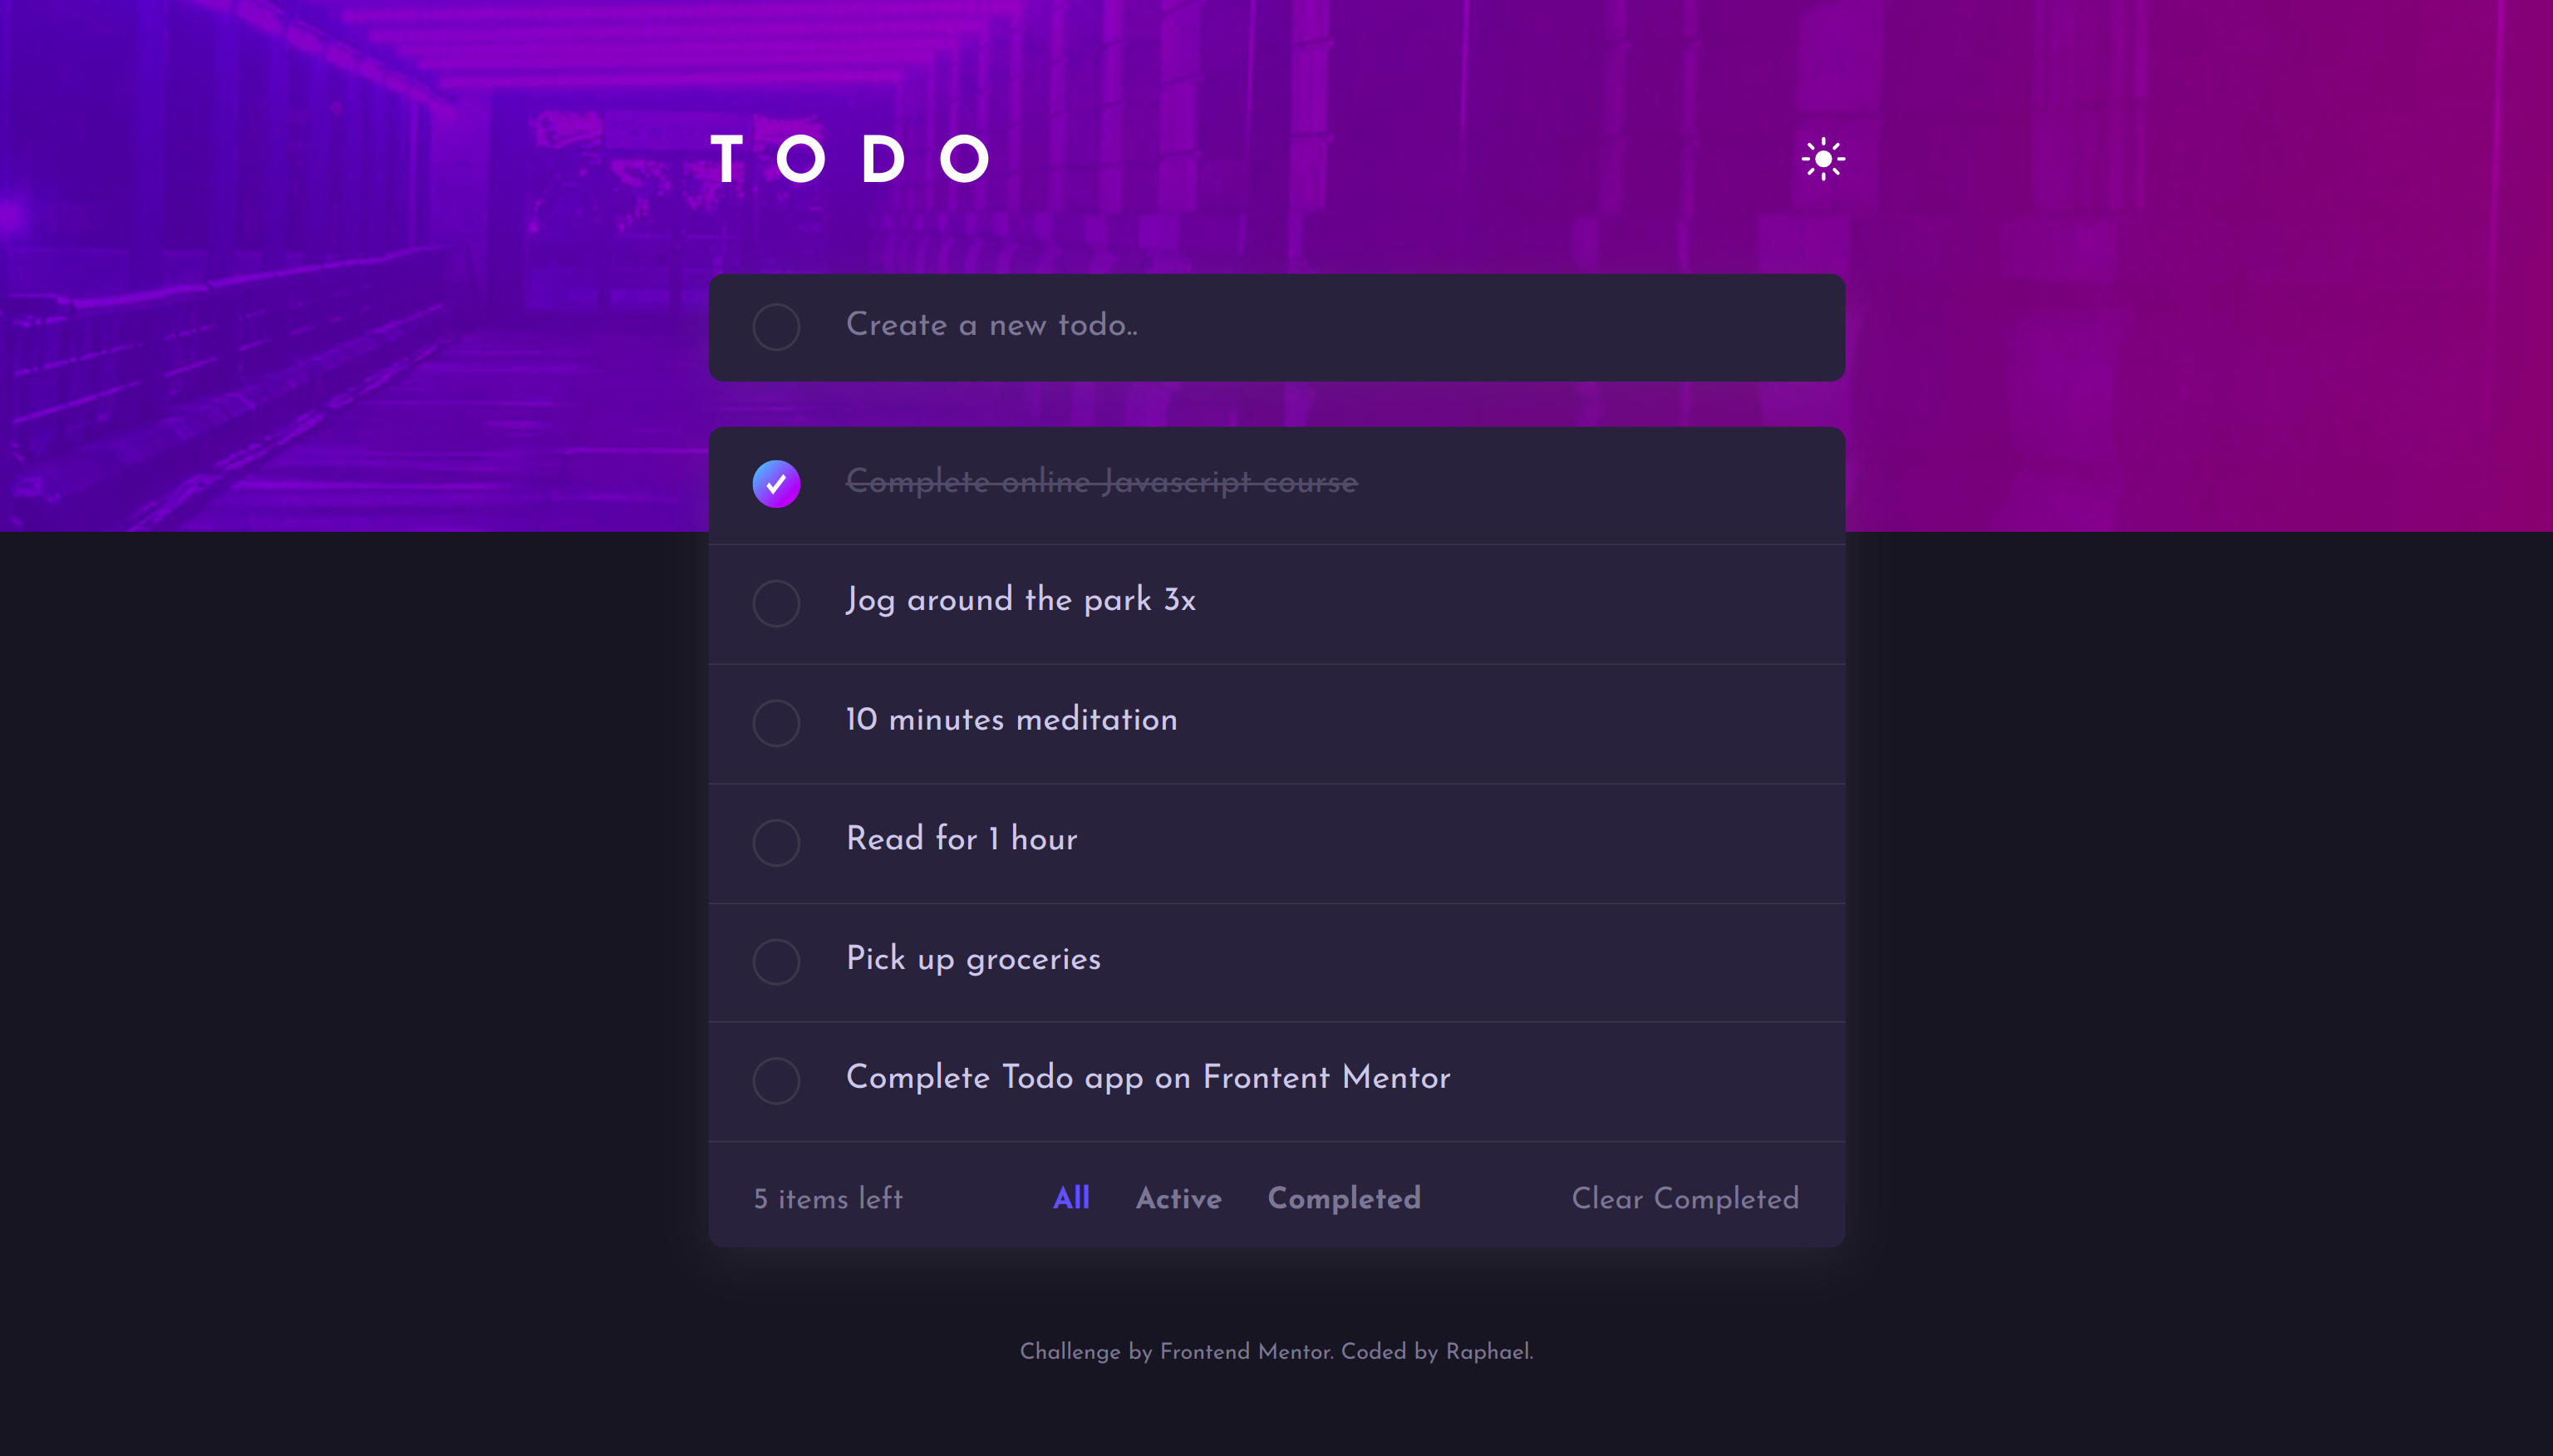 TODO
Create a new todo..
Complete online Javascript course
Jog around the park 3x
10 minutes meditation
Read for 1 hour
Pick up groceries
Complete Todo app on Frontent Mentor
5 items left All Active Completed Clear Completed
Challenge by Frontend Mentor. Coded by Raphael.